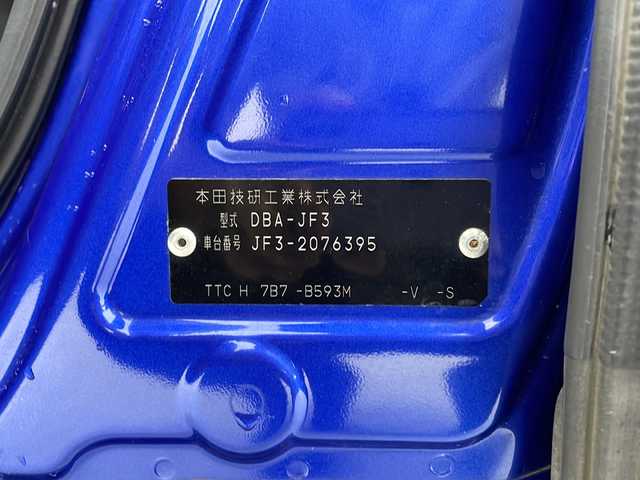 本田技研工業株式会社
型式 DBA-JF3
車台番号 JF3-2076395
TTC H 7B7 -B593M -V -S